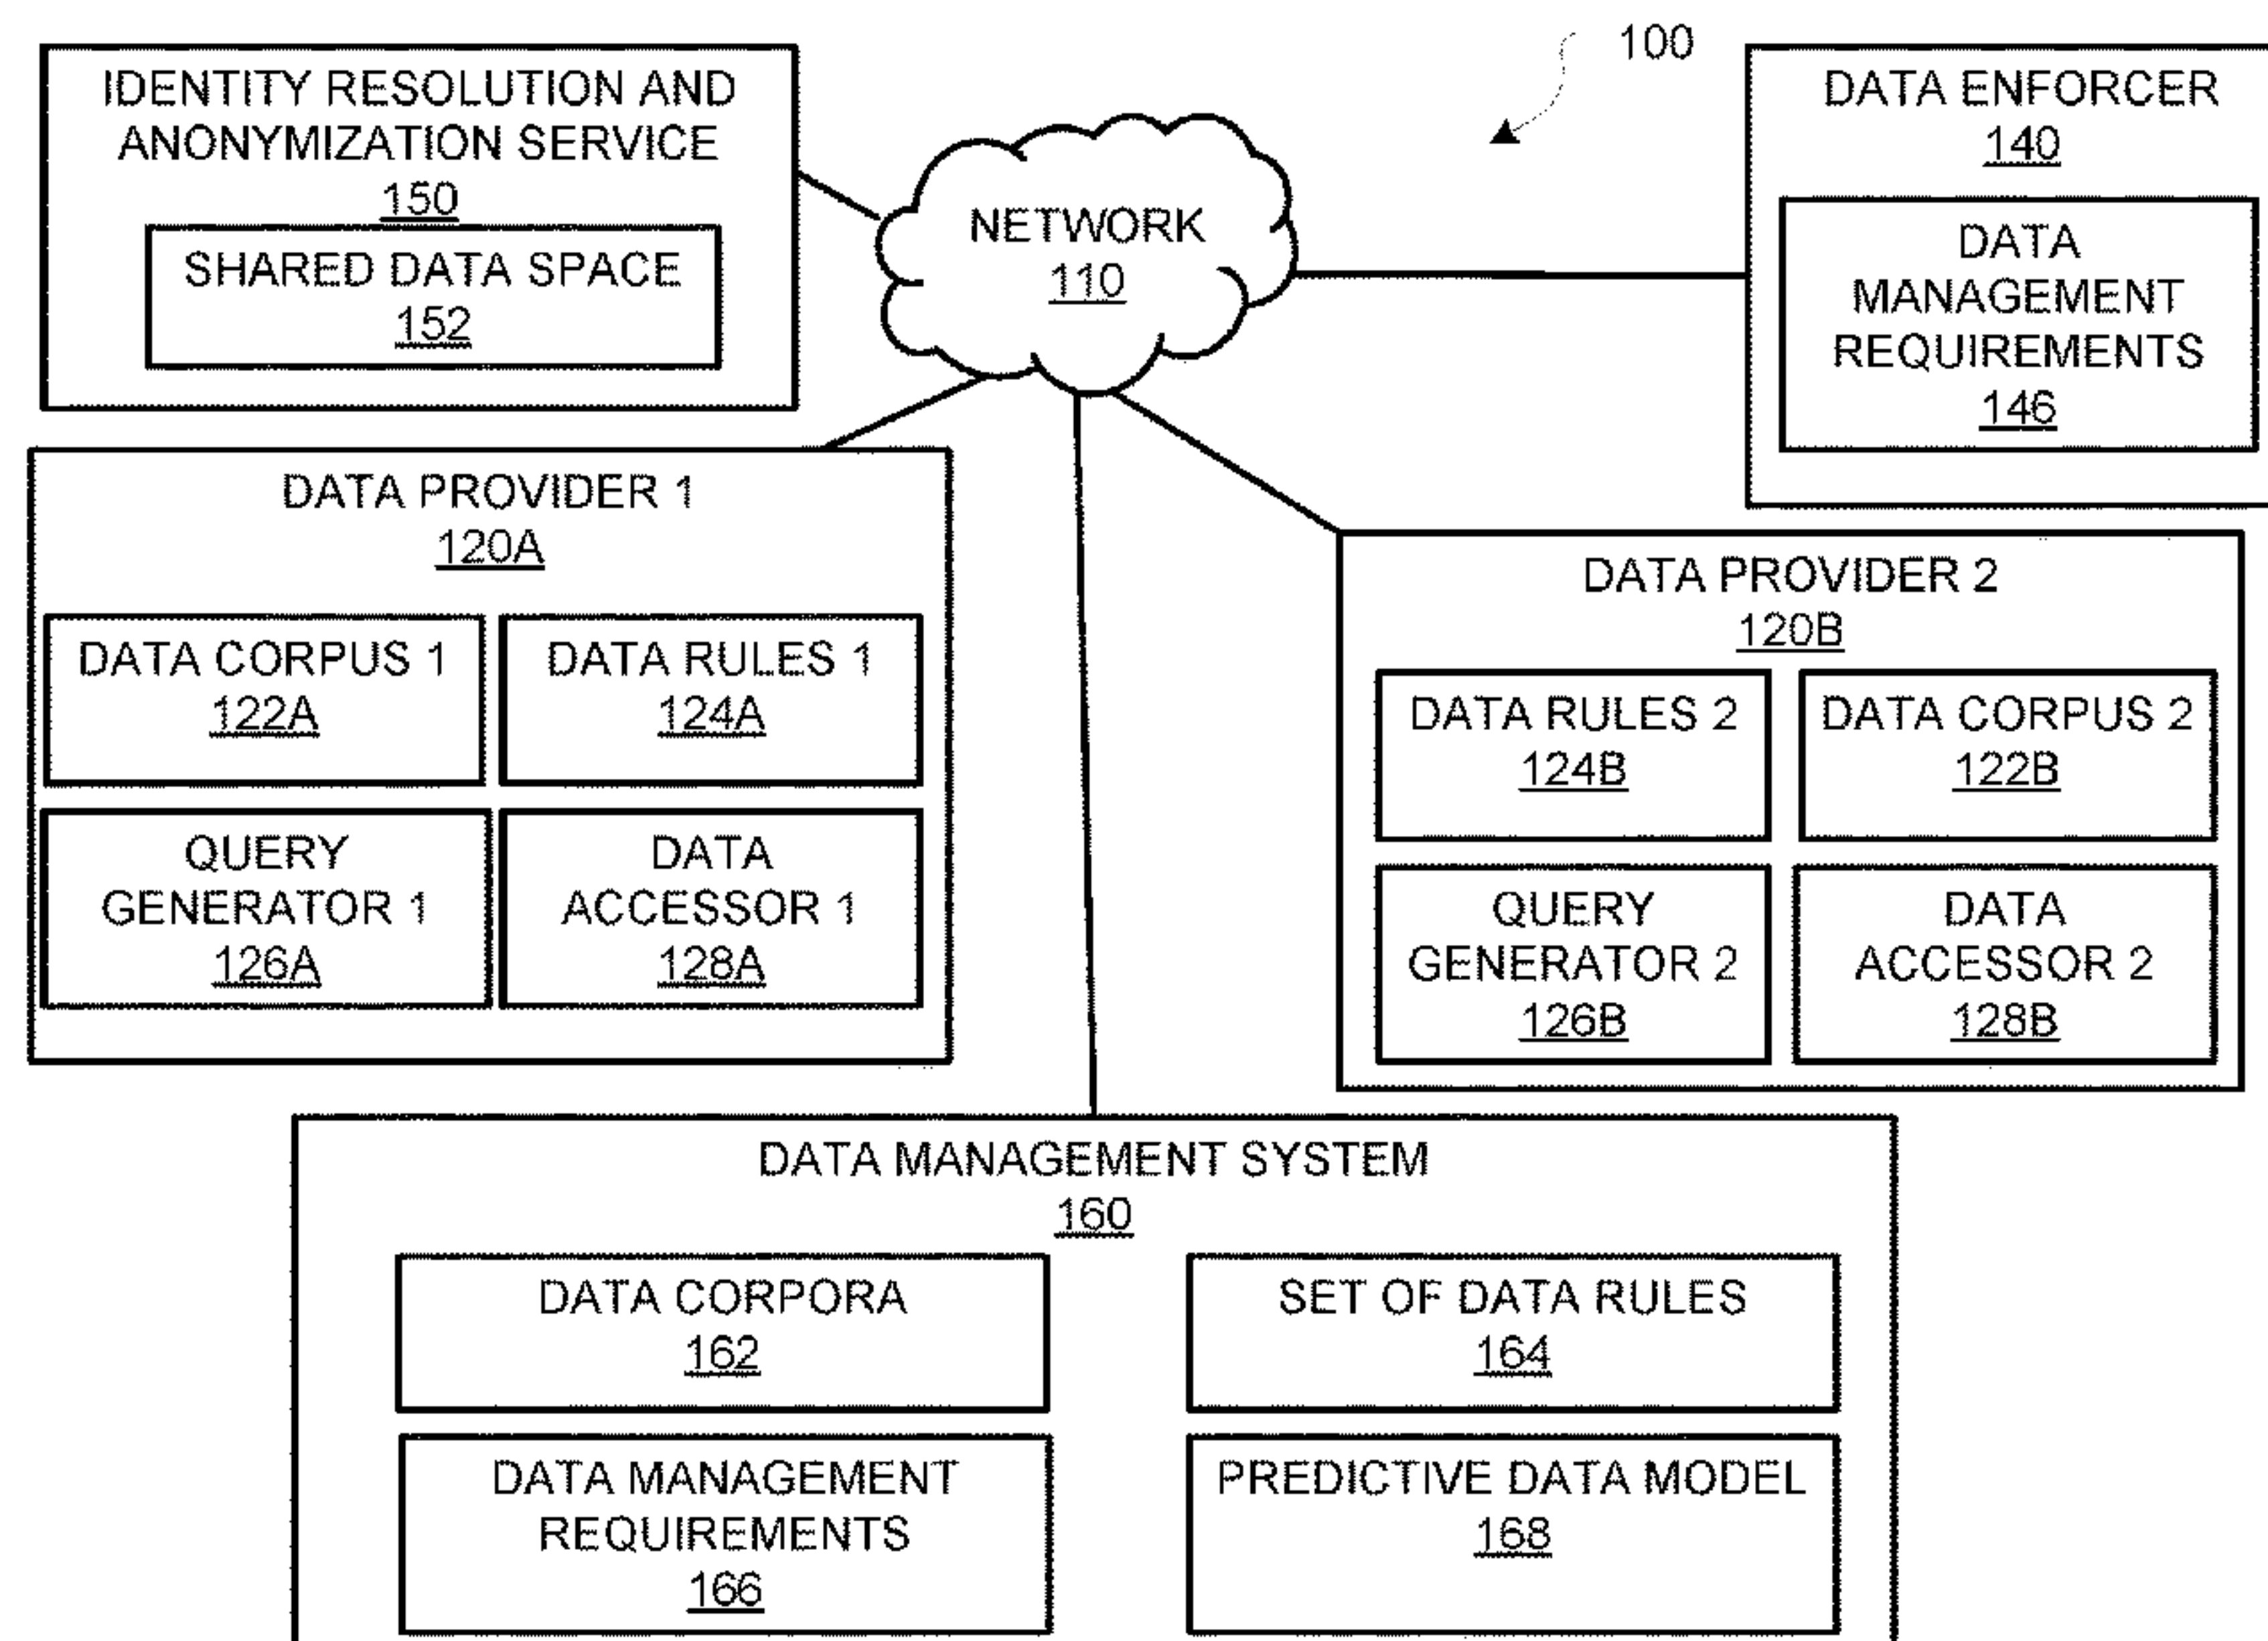 100
IDENTITY RESOLUTION AND
ANONYMIZATION SERVICE
150
SHARED DATA SPACE
152
NETWORK
110
DATA ENFORCER
140
DATA
MANAGEMENT
REQUIREMENTS
146
DATA PROVIDER 1
120A
DATA CORPUS 1
122A
DATA RULES 1
124A
QUERY
GENERATOR 1
126A
DATA
ACCESSOR 1
128A
DATA PROVIDER 2
120B
DATA RULES 2
124B
DATA CORPUS 2
122B
QUERY
GENERATOR 2
126B
DATA
ACCESSOR 2
128B
DATA MANAGEMENT SYSTEM
160
DATA CORPORA
162
SET OF DATA RULES
164
DATA MANAGEMENT
REQUIREMENTS
166
PREDICTIVE DATA MODEL
168